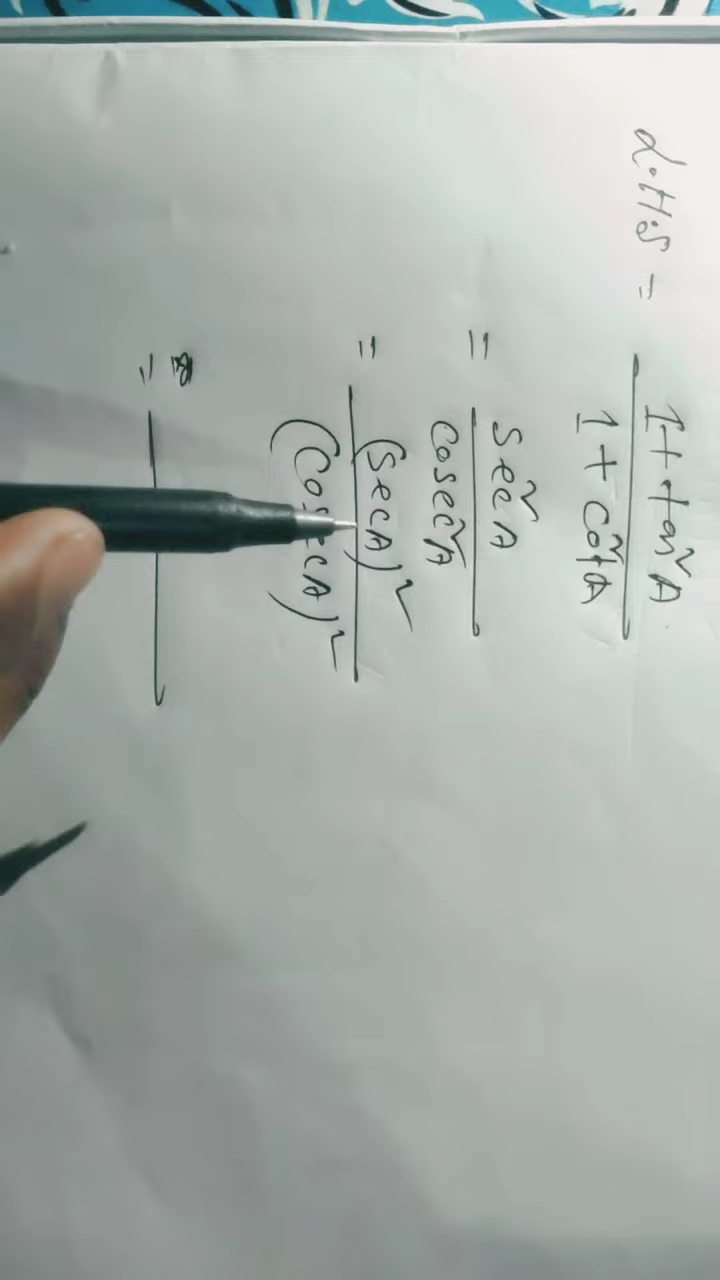 L.H.S = 1 + tan²A / 1 + cot²A
= sec²A / cosec²A
= (secA)² / (cosecA)²
=